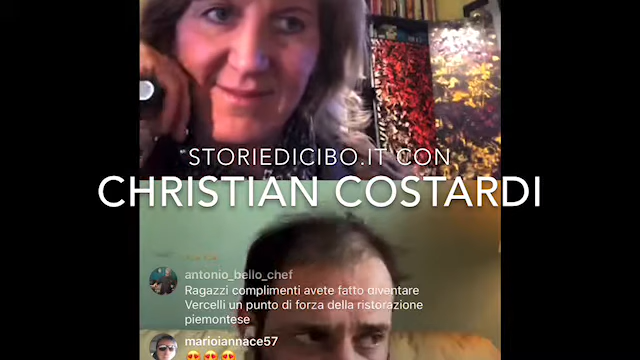 STORIEDICIBO.IT CON
CHRISTIAN COSTARDI
antonio_bello_chef
Ragazzi complimenti avete fatto diventare
Vercelli un punto di forza della ristorazione
piemontese
marioiannace57
😍😍😍